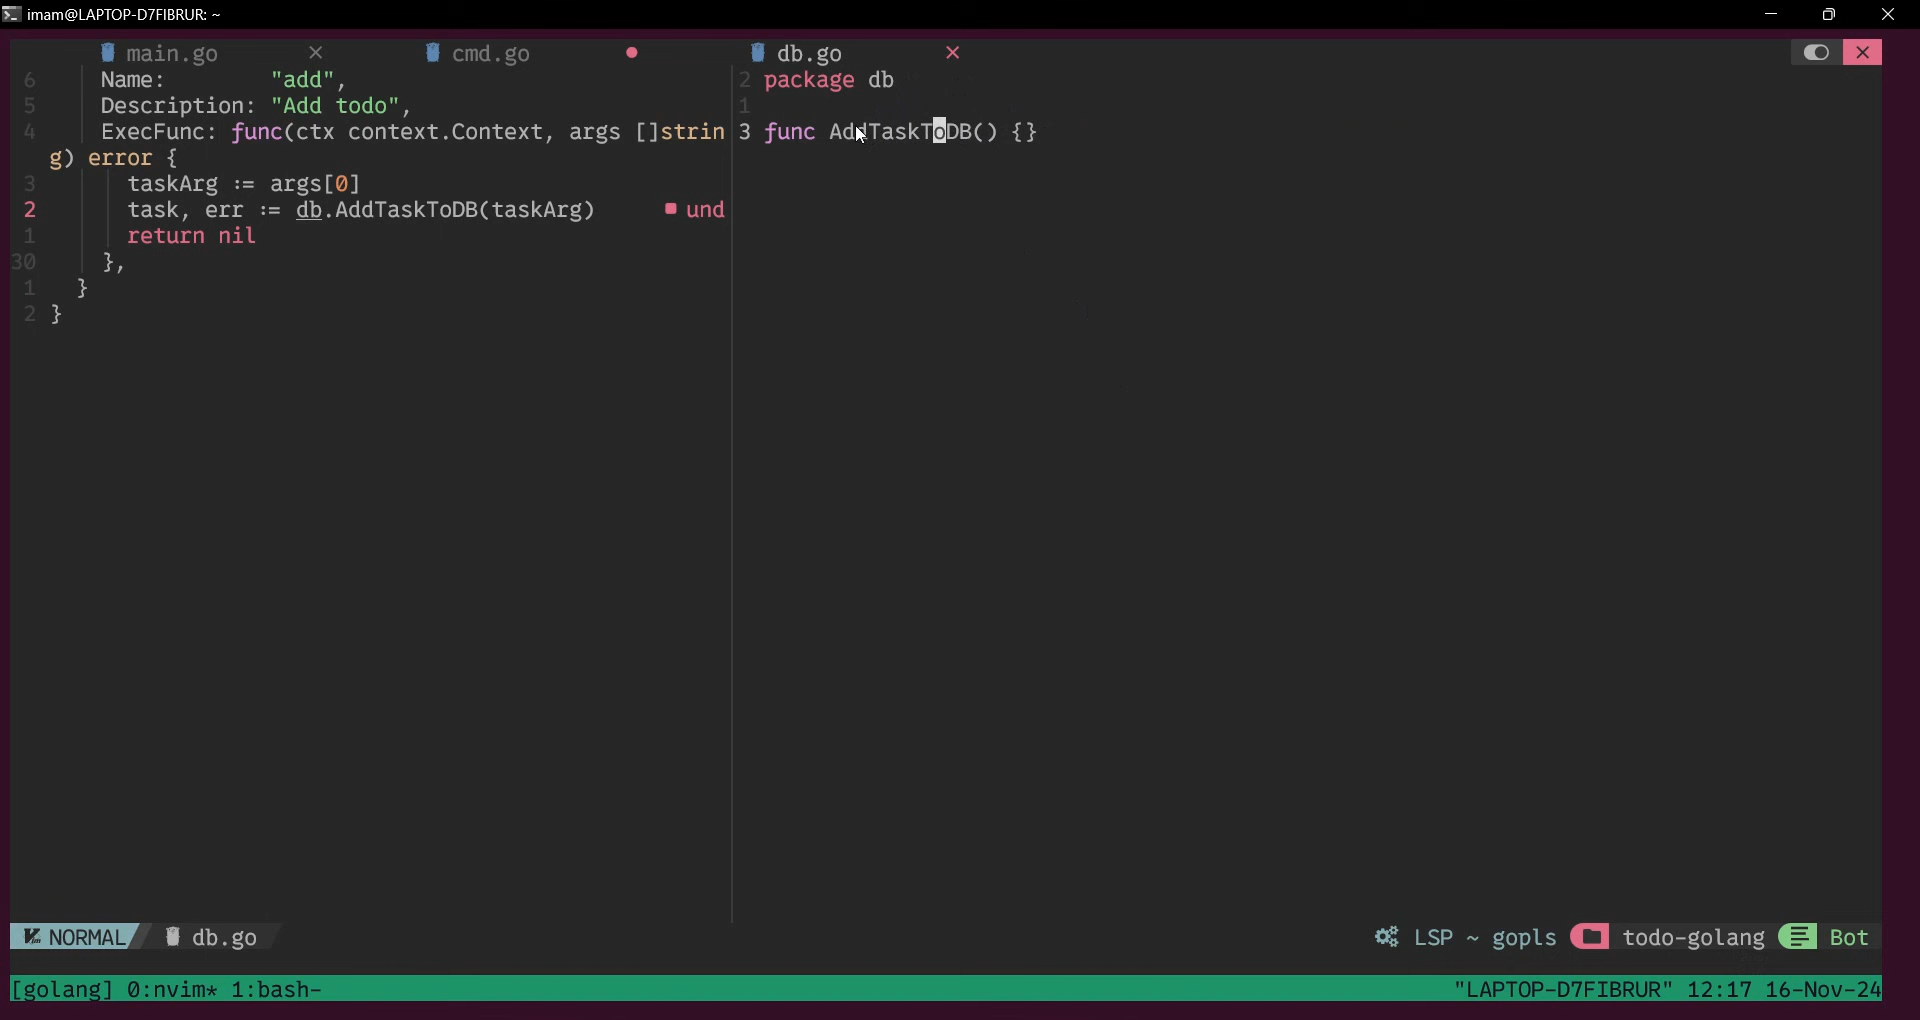 imam@LAPTOP-D7FIBRUR: ~
main.go
cmd.go
db.go
6 Name: "add",
5 Description: "Add todo",
4 ExecFunc: func(ctx context.Context, args []strin
g) error {
3 taskArg := args[0]
2 task, err := db.AddTaskToDB(taskArg) ■ und
1 return nil
30 },
1 }
2 }
2 package db
1
3 func AddTaskToDB() {}
NORMAL db.go
LSP ~ gopls todo-golang Bot
[golang] 0:nvim* 1:bash- "LAPTOP-D7FIBRUR" 12:17 16-Nov-24